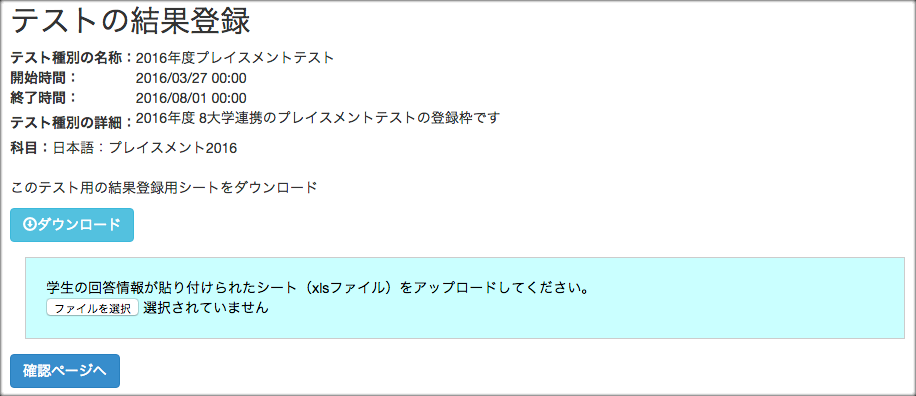 テストの結果登録
テスト種別の名称：2016年度プレイスメントテスト
開始時間： 2016/03/27 00:00
終了時間： 2016/08/01 00:00
テスト種別の詳細：2016年度 8大学連携のプレイスメントテストの登録枠です
科目：日本語：プレイスメント2016
このテスト用の結果登録用シートをダウンロード
ダウンロード
学生の回答情報が貼り付けられたシート（xlsファイル）をアップロードしてください。
ファイルを選択 選択されていません
確認ページへ